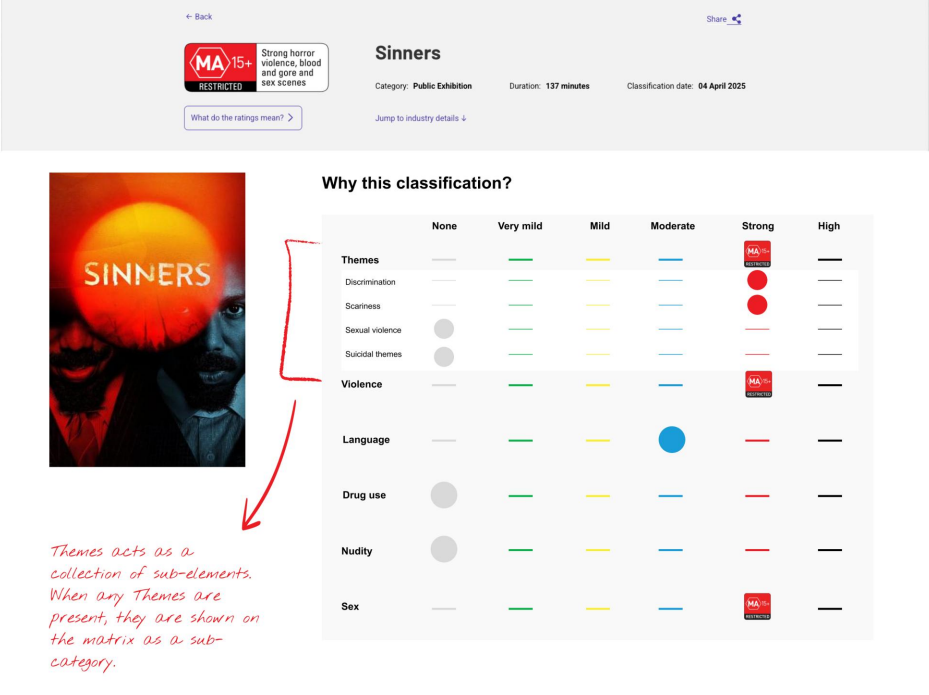 ← Back
Share
MA 15+
RESTRICTED
Strong horror
violence, blood
and gore and
sex scenes
Sinners
Category: Public Exhibition
Duration: 137 minutes
Classification date: 04 April 2025
What do the ratings mean? >
Jump to industry details ↓
SINNERS
Why this classification?
None Very mild Mild Moderate Strong High
Themes
MA 15+
RESTRICTED
Discrimination
Scariness
Sexual violence
Suicidal themes
Violence
MA 15+
RESTRICTED
Language
Drug use
Nudity
Sex
MA 15+
RESTRICTED
Themes acts as a
collection of sub-elements.
When any Themes are
present, they are shown on
the matrix as a sub-
category.